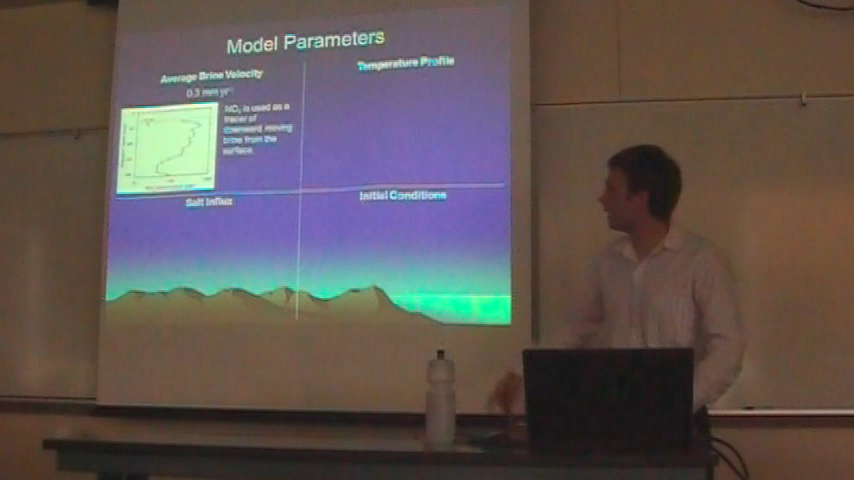 Model Parameters
Average Brine Velocity
0.3 mm yr⁻¹
NO₃ is used as a
tracer of
downward moving
brine from the
surface
Temperature Profile
Salt Influx
Initial Conditions